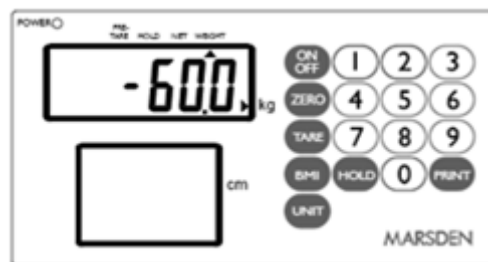 POWER
PRE-TARE HOLD NET WEIGHT
-60.0 kg
cm
ON OFF 1 2 3
ZERO 4 5 6
TARE 7 8 9
BMI HOLD 0 PRINT
UNIT
MARSDEN